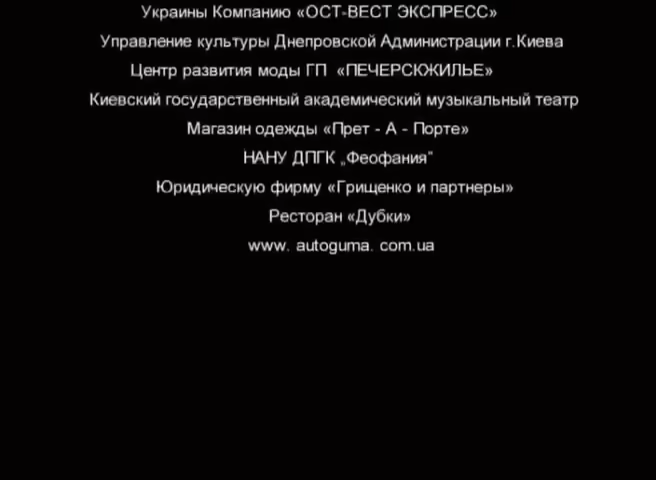 Украины Компанию «ОСТ-ВЕСТ ЭКСПРЕСС»
Управление культуры Днепровской Администрации г.Киева
Центр развития моды ГП «ПЕЧЕРСКЖИЛЬЕ»
Киевский государственный академический музыкальный театр
Магазин одежды «Прет - А - Порте»
НАНУ ДПГК „Феофания"
Юридическую фирму «Грищенко и партнеры»
Ресторан «Дубки»
www. autoguma. com.ua